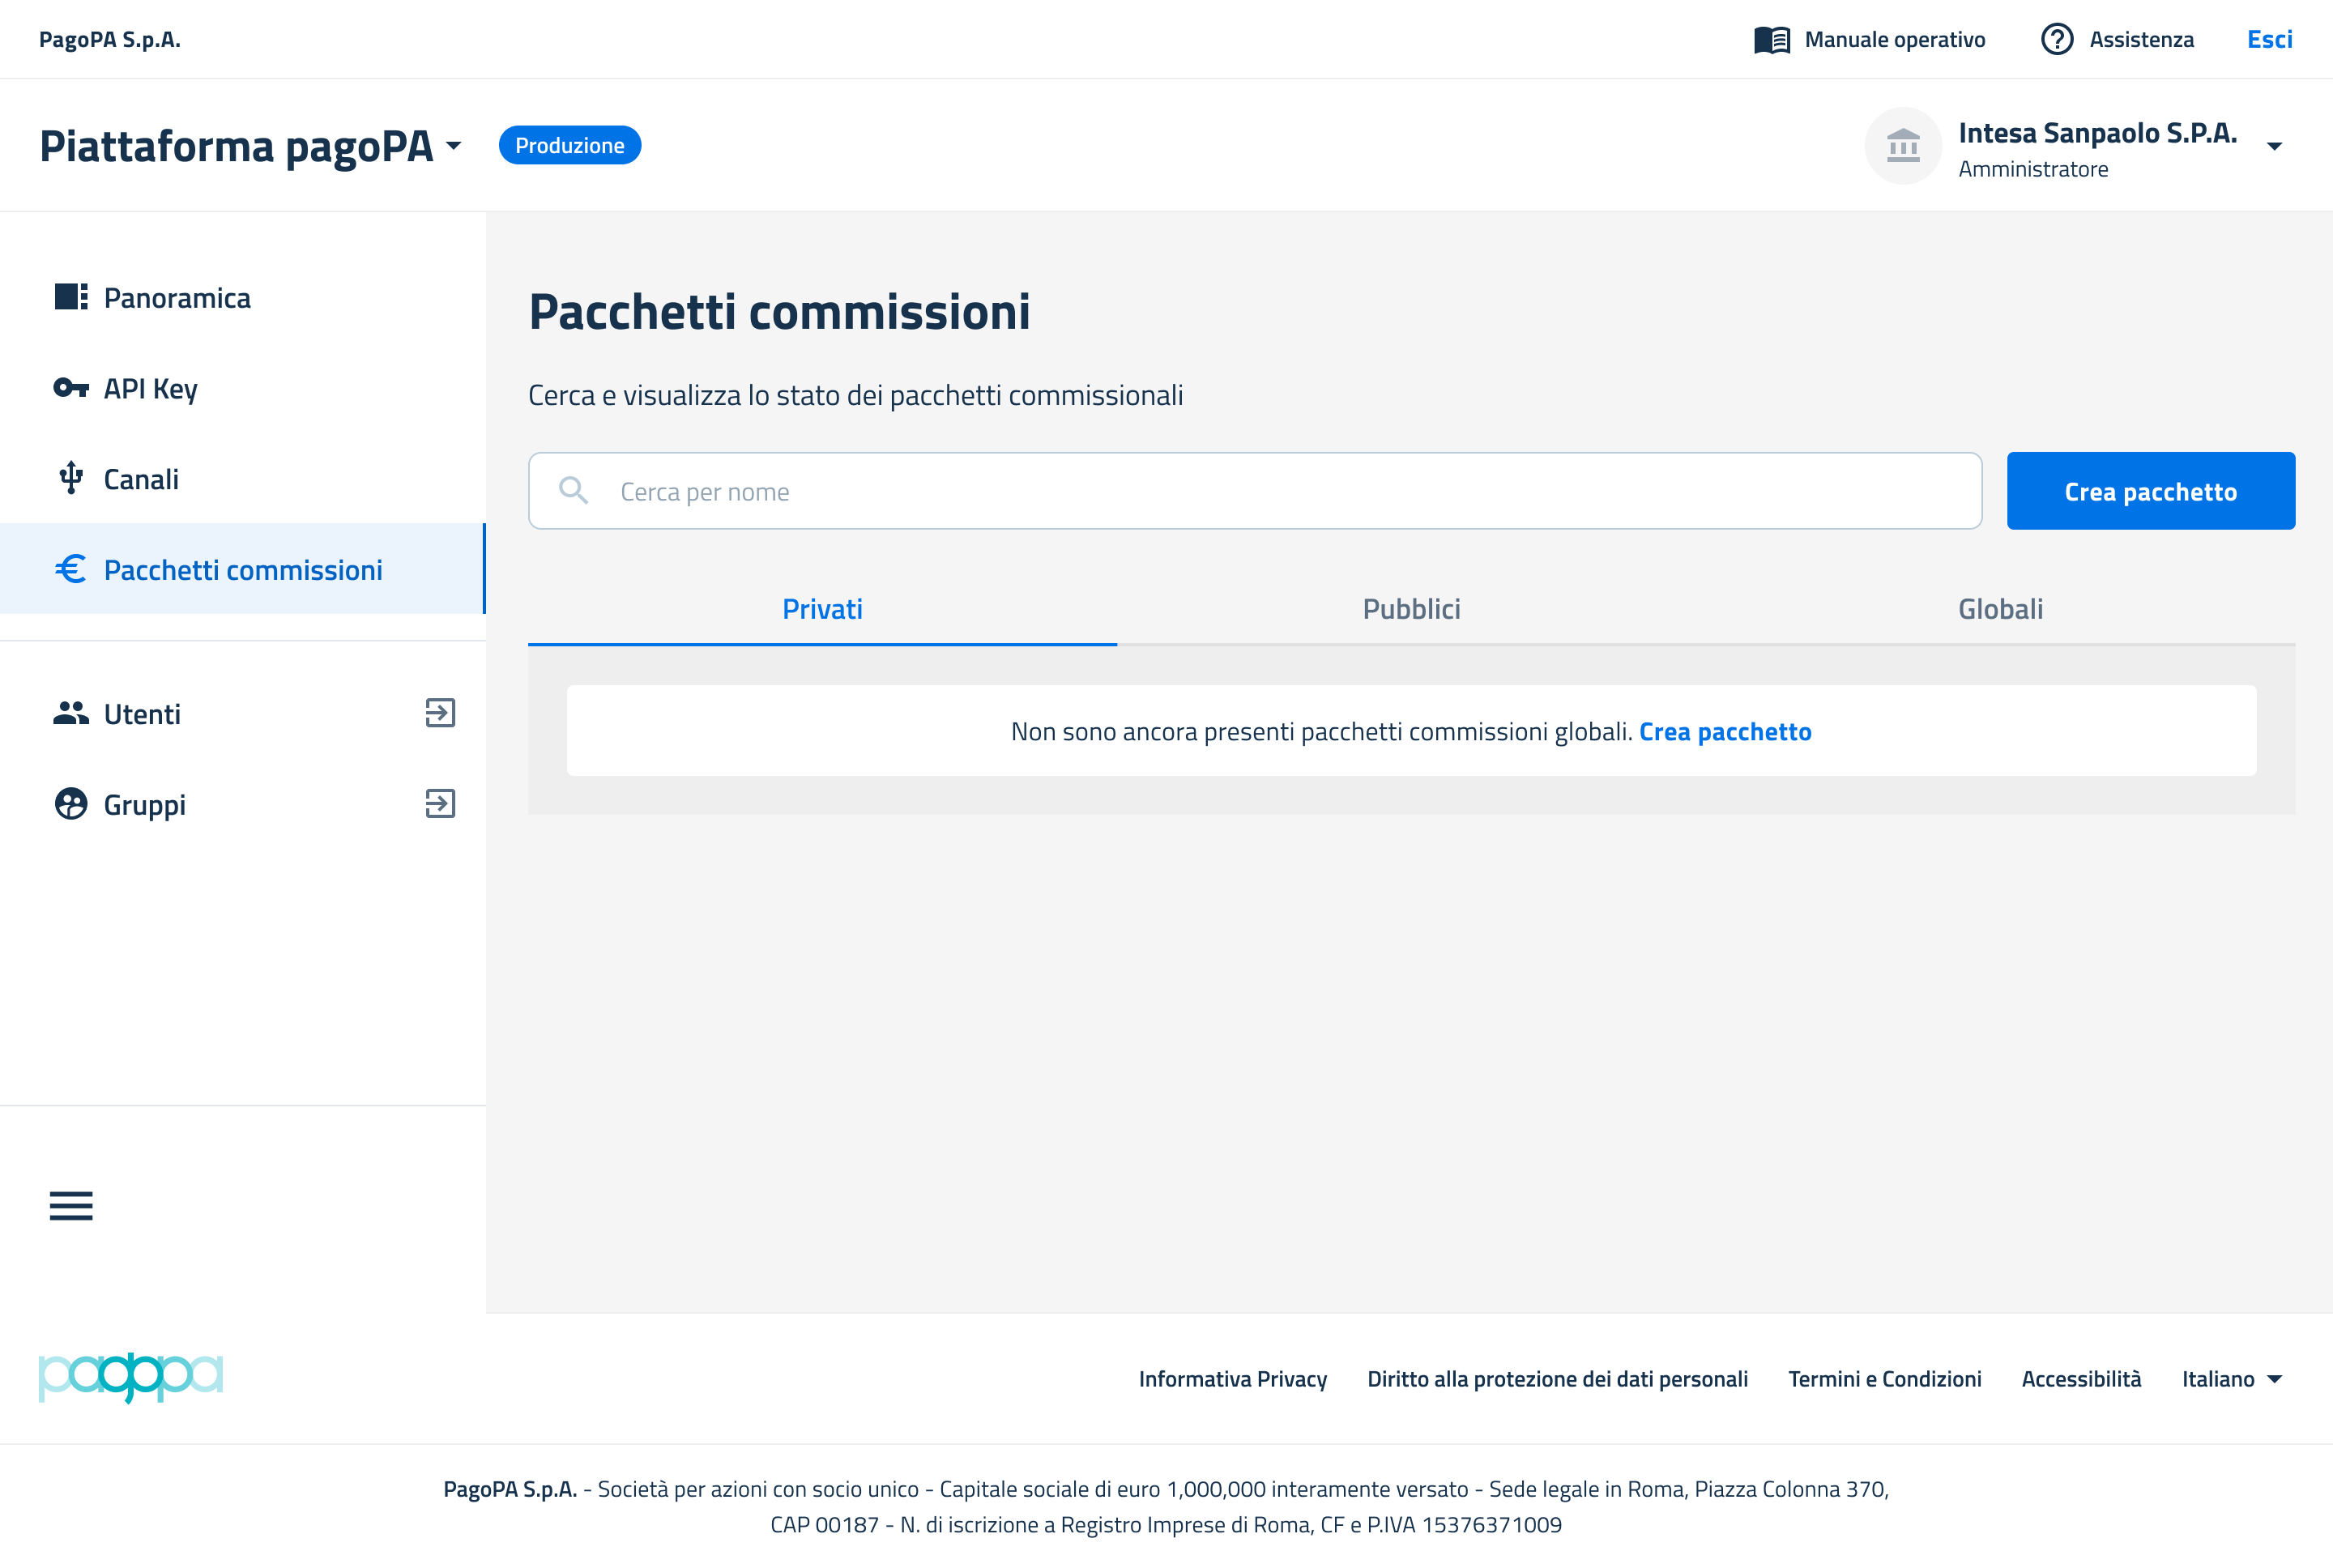 PagoPA S.p.A.
Manuale operativo
Assistenza
Esci
Piattaforma pagoPA
Produzione
Intesa Sanpaolo S.P.A.
Amministratore
Panoramica
API Key
Canali
Pacchetti commissioni
Utenti
Gruppi
Pacchetti commissioni
Cerca e visualizza lo stato dei pacchetti commissionali
Cerca per nome
Crea pacchetto
Privati
Pubblici
Globali
Non sono ancora presenti pacchetti commissioni globali. Crea pacchetto
pagopa
Informativa Privacy
Diritto alla protezione dei dati personali
Termini e Condizioni
Accessibilità
Italiano
PagoPA S.p.A. - Società per azioni con socio unico - Capitale sociale di euro 1,000,000 interamente versato - Sede legale in Roma, Piazza Colonna 370,
CAP 00187 - N. di iscrizione a Registro Imprese di Roma, CF e P.IVA 15376371009